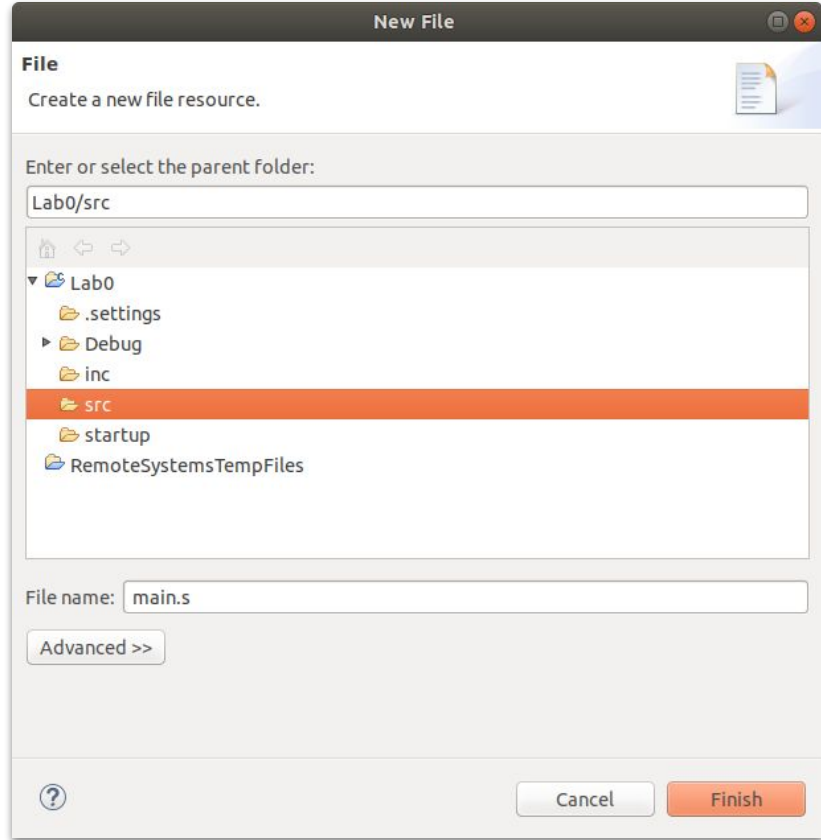 New File
File
Create a new file resource.
Enter or select the parent folder:
Lab0/src
Lab0
.settings
Debug
inc
src
startup
RemoteSystemsTempFiles
File name: main.s
Advanced >>
? Cancel Finish